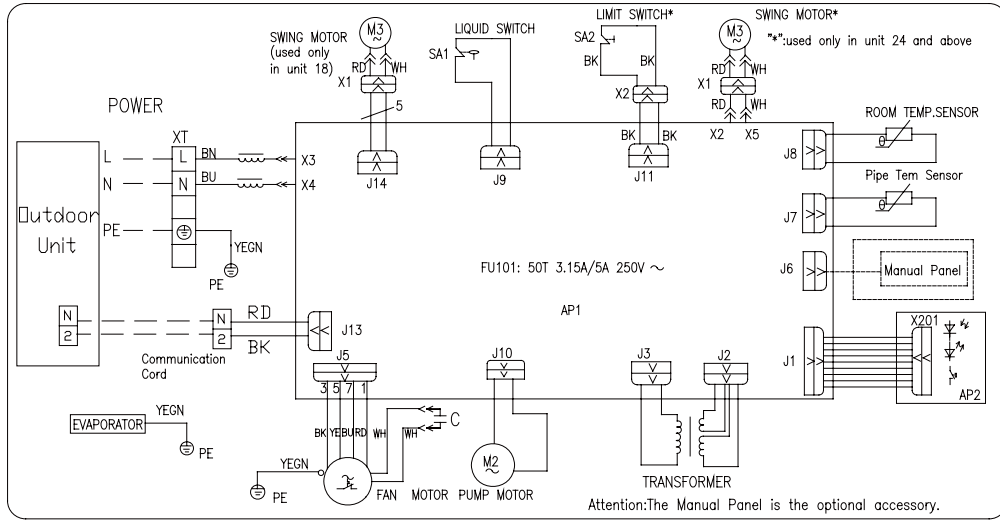 SWING MOTOR
(used only
in unit 18)
M3
~
RD WH
X1
5
J14
LIQUID SWITCH
SA1
J9
LIMIT SWITCH*
SA2
BK BK
X2
BK BK
J11
SWING MOTOR*
M3
~
"*":used only in unit 24 and above
RD WH
X1
RD WH
X2 X5
POWER
XT
L L BN X3
N N BU X4
PE
YEGN
PE
Outdoor
Unit
N
2
N RD
2 BK
J13
Communication
Cord
ROOM TEMP.SENSOR
θ
J8
Pipe Tem Sensor
θ
J7
J6
Manual Panel
FU101: 50T 3.15A/5A 250V ~
AP1
X201
J1
AP2
J5
3 5 7 1
BK YE BU RD WH WH
C
YEGN
PE
FAN MOTOR
EVAPORATOR
YEGN
PE
J10
M2
~
PUMP MOTOR
J3 J2
TRANSFORMER
Attention:The Manual Panel is the optional accessory.